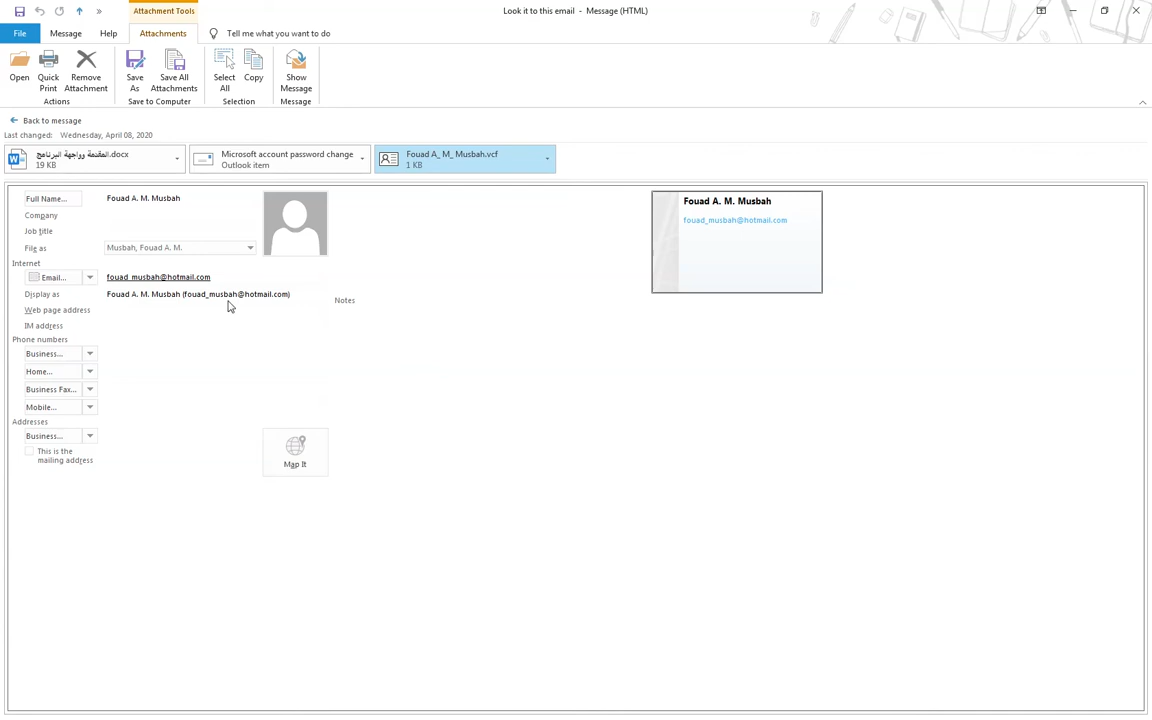 Attachment Tools
Look it to this email - Message (HTML)
File
Message
Help
Attachments
Tell me what you want to do
Open
Quick Print
Remove Attachment
Save As
Save All Attachments
Select All
Copy
Show Message
Actions
Save to Computer
Selection
Message
Back to message
Last changed: Wednesday, April 08, 2020
المقدمة وواجهة البرنامج.docx
19 KB
Microsoft account password change
Outlook item
Fouad A_ M_ Musbah.vcf
1 KB
Full Name...
Fouad A. M. Musbah
Company
Job title
File as
Musbah, Fouad A. M.
Internet
Email...
fouad_musbah@hotmail.com
Display as
Fouad A. M. Musbah (fouad_musbah@hotmail.com)
Web page address
IM address
Phone numbers
Business...
Home...
Business Fax...
Mobile...
Addresses
Business...
This is the
mailing address
Map It
Notes
Fouad A. M. Musbah
fouad_musbah@hotmail.com